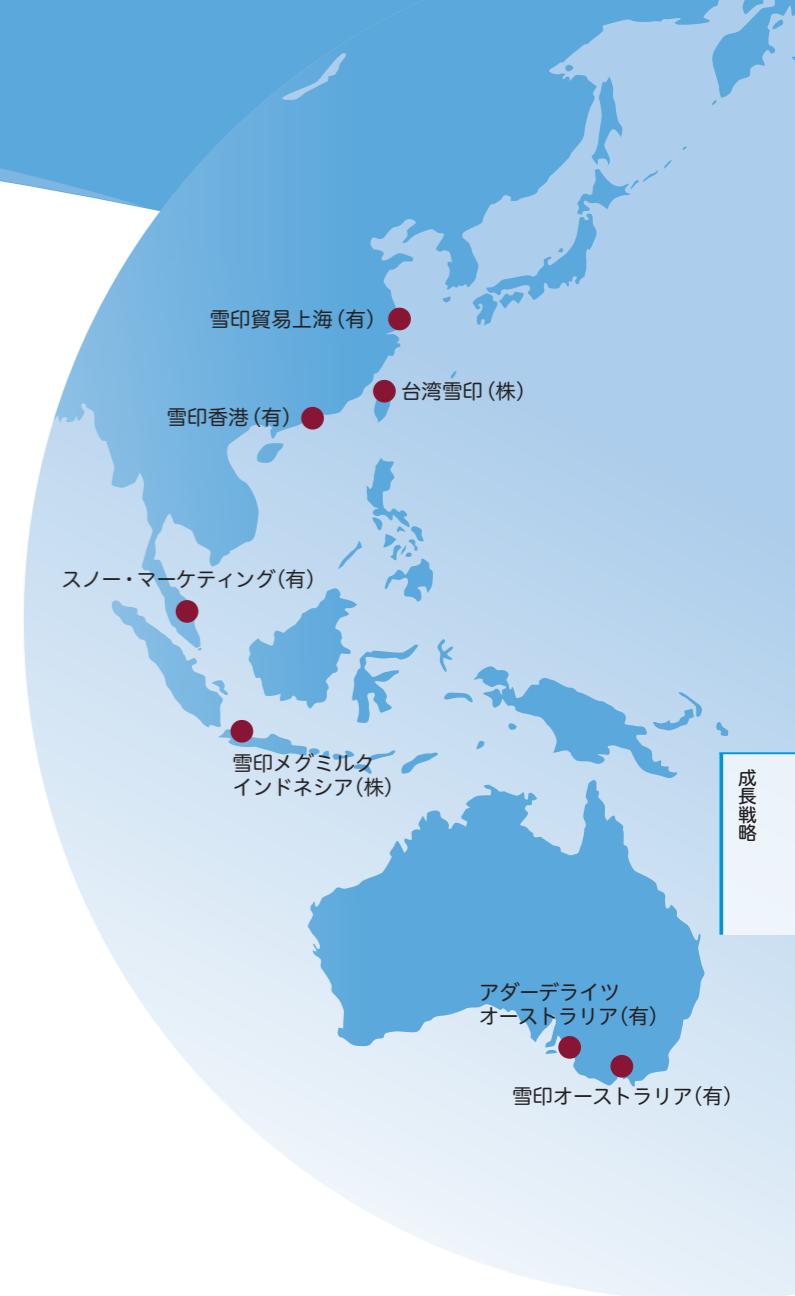 雪印貿易上海(有)
台湾雪印(株)
雪印香港(有)
スノー・マーケティング(有)
雪印メグミルク
インドネシア(株)
成長戦略
アダーデライツ
オーストラリア(有)
雪印オーストラリア(有)